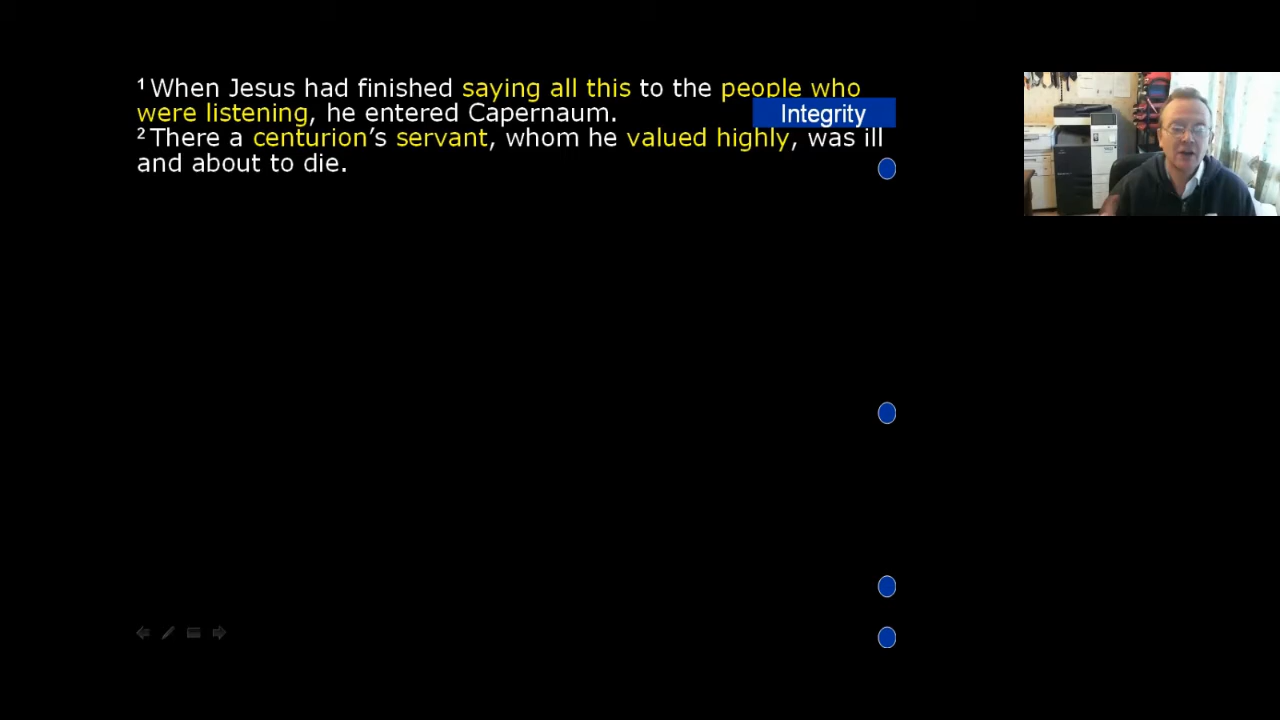 ¹When Jesus had finished saying all this to the people who
were listening, he entered Capernaum.
Integrity
²There a centurion’s servant, whom he valued highly, was ill
and about to die.